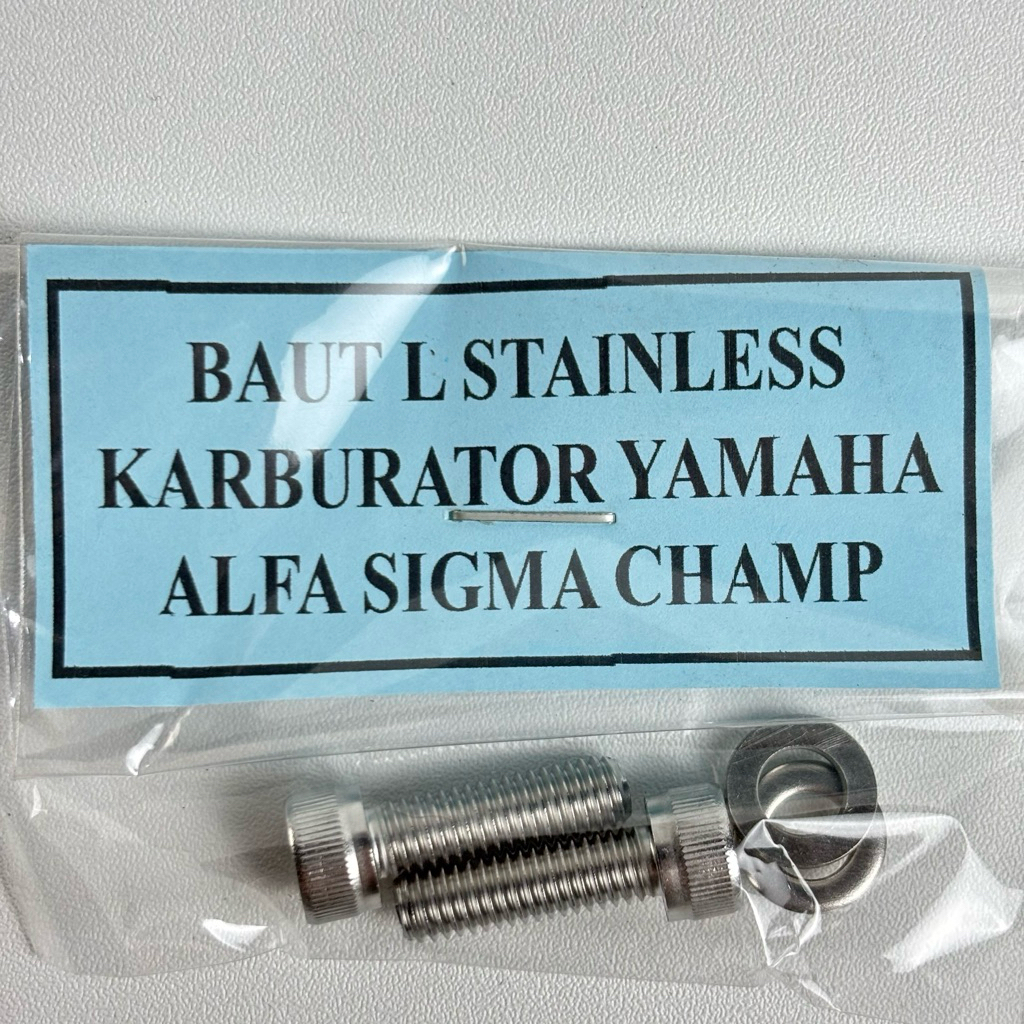 BAUT L STAINLESS
KARBURATOR YAMAHA
ALFA SIGMA CHAMP